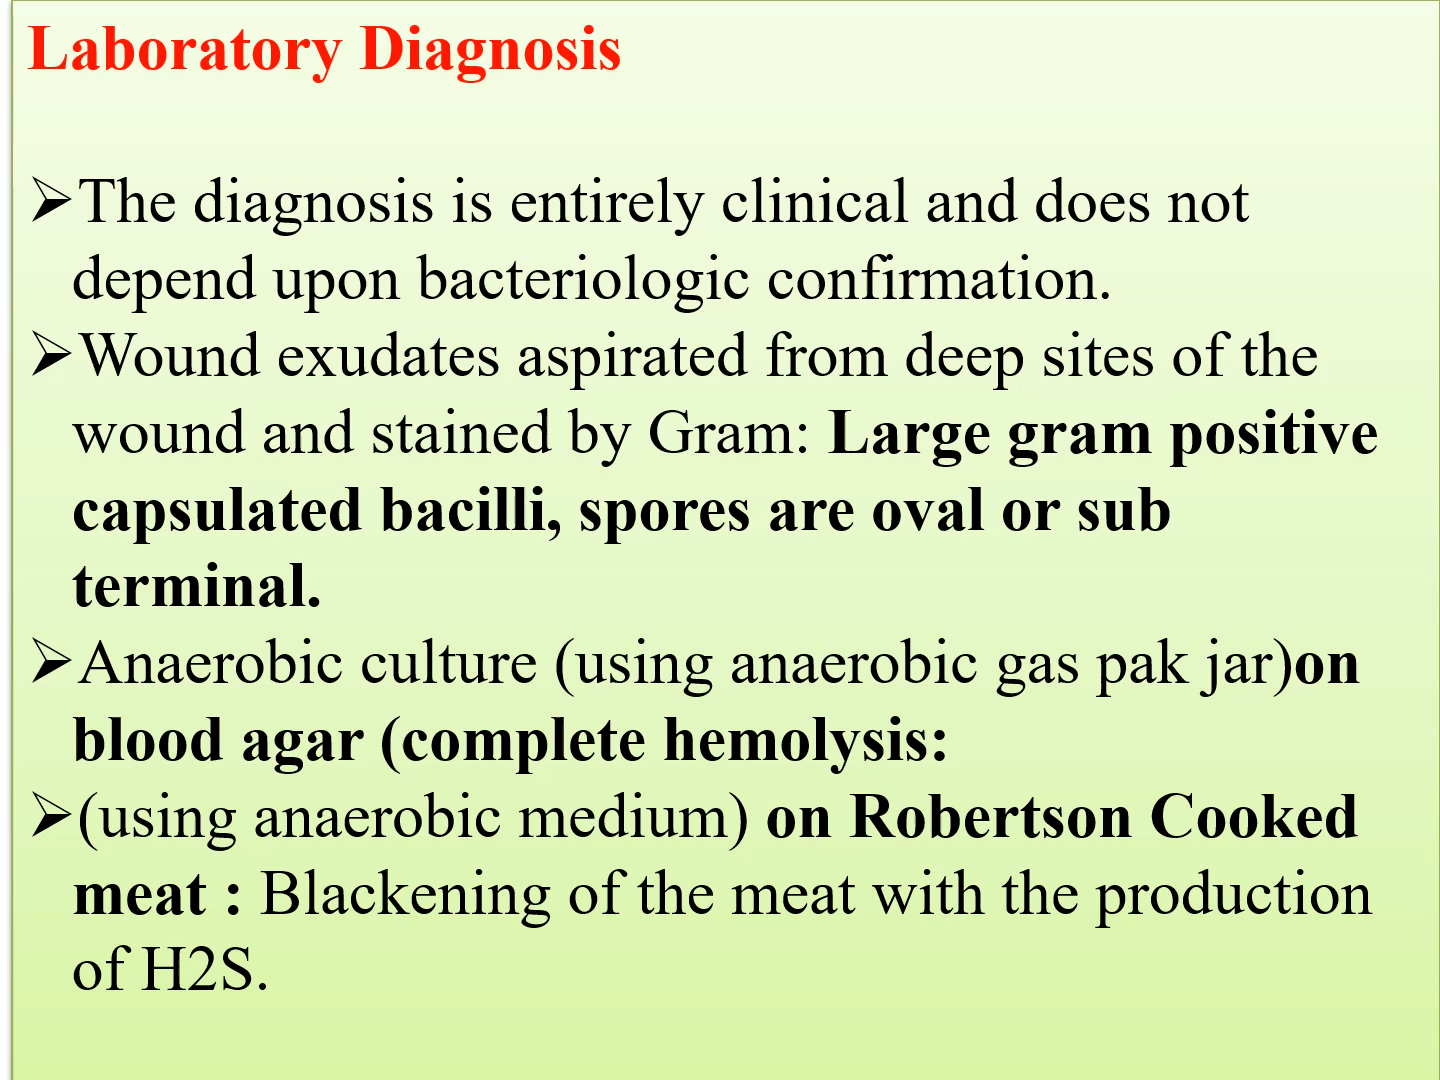 Laboratory Diagnosis
➢The diagnosis is entirely clinical and does not
depend upon bacteriologic confirmation.
➢Wound exudates aspirated from deep sites of the
wound and stained by Gram: Large gram positive
capsulated bacilli, spores are oval or sub
terminal.
➢Anaerobic culture (using anaerobic gas pak jar)on
blood agar (complete hemolysis:
➢(using anaerobic medium) on Robertson Cooked
meat : Blackening of the meat with the production
of H2S.